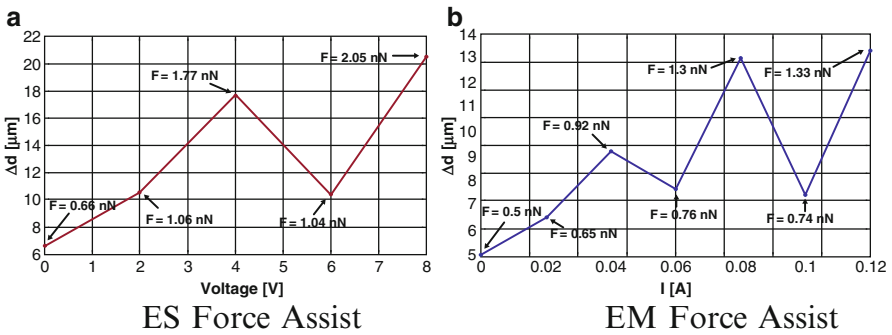 a
22
20
18
16
14
12
10
8
6
Δd [µm]
F = 2.05 nN
F = 1.77 nN
F = 0.66 nN
F = 1.06 nN
F = 1.04 nN
0 1 2 3 4 5 6 7 8
Voltage [V]
ES Force Assist
b
14
13
12
11
10
9
8
7
6
5
Δd [µm]
F = 1.3 nN
F = 1.33 nN
F = 0.92 nN
F = 0.5 nN
F = 0.76 nN
F = 0.74 nN
F = 0.65 nN
0 0.02 0.04 0.06 0.08 0.1 0.12
I [A]
EM Force Assist